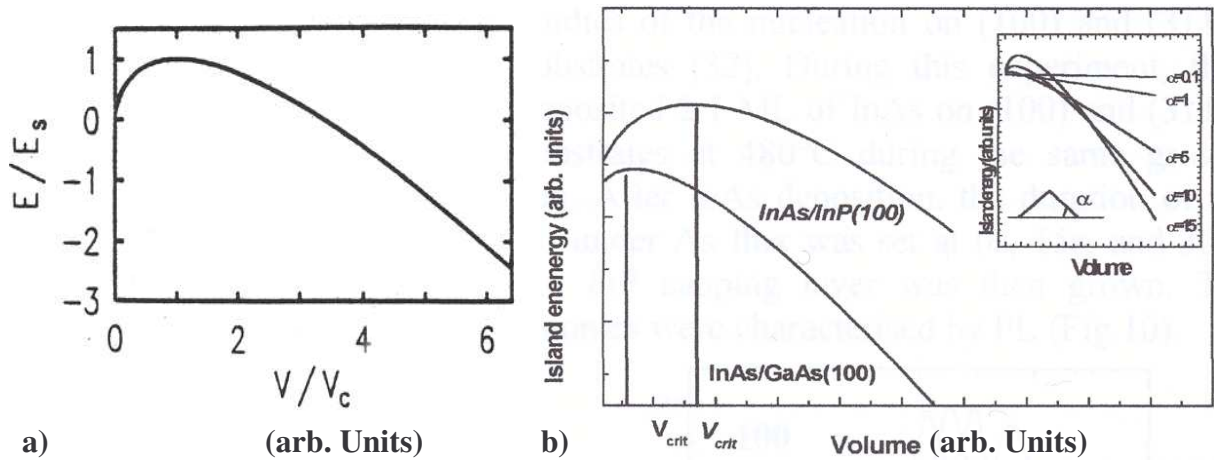 E/E_s
1
0
−1
−2
−3
0
2
4
6
V/V_c
a)
(arb. Units)
Island energy (arb. units)
InAs/InP(100)
InAs/GaAs(100)
V_crit
V_crit
Volume
(arb. Units)
b)
Island energy (arb. units)
α=0.1
α=1
α=5
α=10
α=15
α
Volume